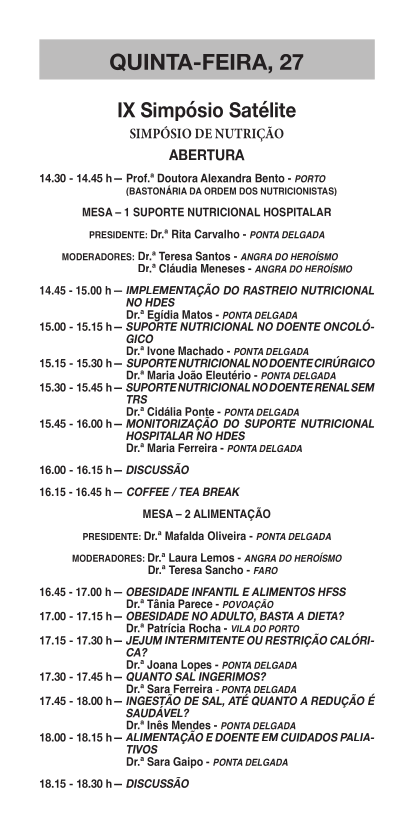 QUINTA-FEIRA, 27
IX Simpósio Satélite
SIMPÓSIO DE NUTRIÇÃO
ABERTURA
14.30 - 14.45 h – Prof.ª Doutora Alexandra Bento - PORTO
(BASTONÁRIA DA ORDEM DOS NUTRICIONISTAS)
MESA – 1 SUPORTE NUTRICIONAL HOSPITALAR
PRESIDENTE: Dr.ª Rita Carvalho - PONTA DELGADA
MODERADORES: Dr.ª Teresa Santos - ANGRA DO HEROÍSMO
Dr.ª Cláudia Meneses - ANGRA DO HEROÍSMO
14.45 - 15.00 h – IMPLEMENTAÇÃO DO RASTREIO NUTRICIONAL
NO HDES
Dr.ª Egídia Matos - PONTA DELGADA
15.00 - 15.15 h – SUPORTE NUTRICIONAL NO DOENTE ONCOLÓ-
GICO
Dr.ª Ivone Machado - PONTA DELGADA
15.15 - 15.30 h – SUPORTE NUTRICIONAL NO DOENTE CIRÚRGICO
Dr.ª Maria João Eleutério - PONTA DELGADA
15.30 - 15.45 h – SUPORTE NUTRICIONAL NO DOENTE RENAL SEM
TRS
Dr.ª Cidália Ponte - PONTA DELGADA
15.45 - 16.00 h – MONITORIZAÇÃO DO SUPORTE NUTRICIONAL
HOSPITALAR NO HDES
Dr.ª Maria Ferreira - PONTA DELGADA
16.00 - 16.15 h – DISCUSSÃO
16.15 - 16.45 h – COFFEE / TEA BREAK
MESA – 2 ALIMENTAÇÃO
PRESIDENTE: Dr.ª Mafalda Oliveira - PONTA DELGADA
MODERADORES: Dr.ª Laura Lemos - ANGRA DO HEROÍSMO
Dr.ª Teresa Sancho - FARO
16.45 - 17.00 h – OBESIDADE INFANTIL E ALIMENTOS HFSS
Dr.ª Tânia Parece - POVOAÇÃO
17.00 - 17.15 h – OBESIDADE NO ADULTO, BASTA A DIETA?
Dr.ª Patrícia Rocha - VILA DO PORTO
17.15 - 17.30 h – JEJUM INTERMITENTE OU RESTRIÇÃO CALÓRI-
CA?
Dr.ª Joana Lopes - PONTA DELGADA
17.30 - 17.45 h – QUANTO SAL INGERIMOS?
Dr.ª Sara Ferreira - PONTA DELGADA
17.45 - 18.00 h – INGESTÃO DE SAL, ATÉ QUANTO A REDUÇÃO É
SAUDÁVEL?
Dr.ª Inês Mendes - PONTA DELGADA
18.00 - 18.15 h – ALIMENTAÇÃO E DOENTE EM CUIDADOS PALIA-
TIVOS
Dr.ª Sara Gaipo - PONTA DELGADA
18.15 - 18.30 h – DISCUSSÃO